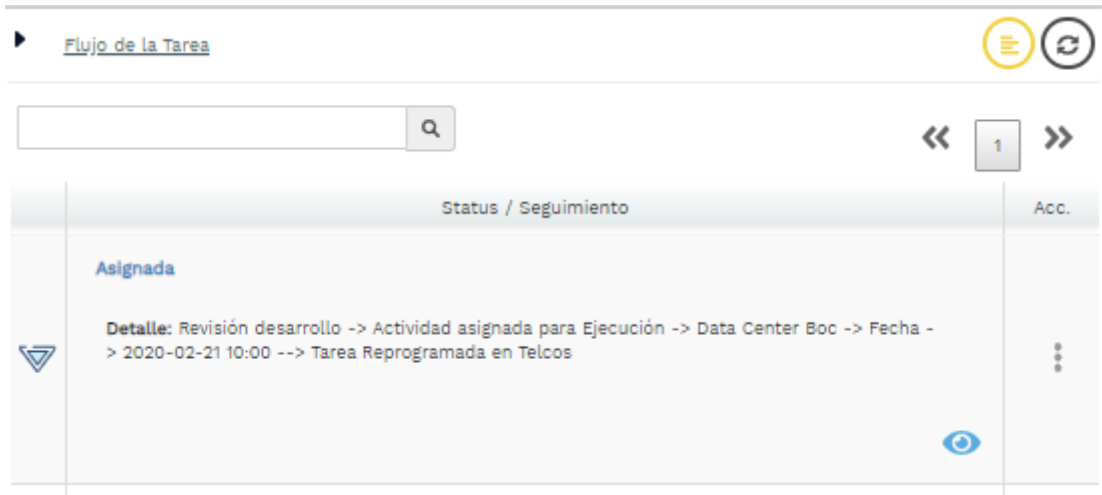 Flujo de la Tarea
1
Status / Seguimiento
Acc.
Asignada
Detalle: Revisión desarrollo -> Actividad asignada para Ejecución -> Data Center Boc -> Fecha -
> 2020-02-21 10:00 --> Tarea Reprogramada en Telcos